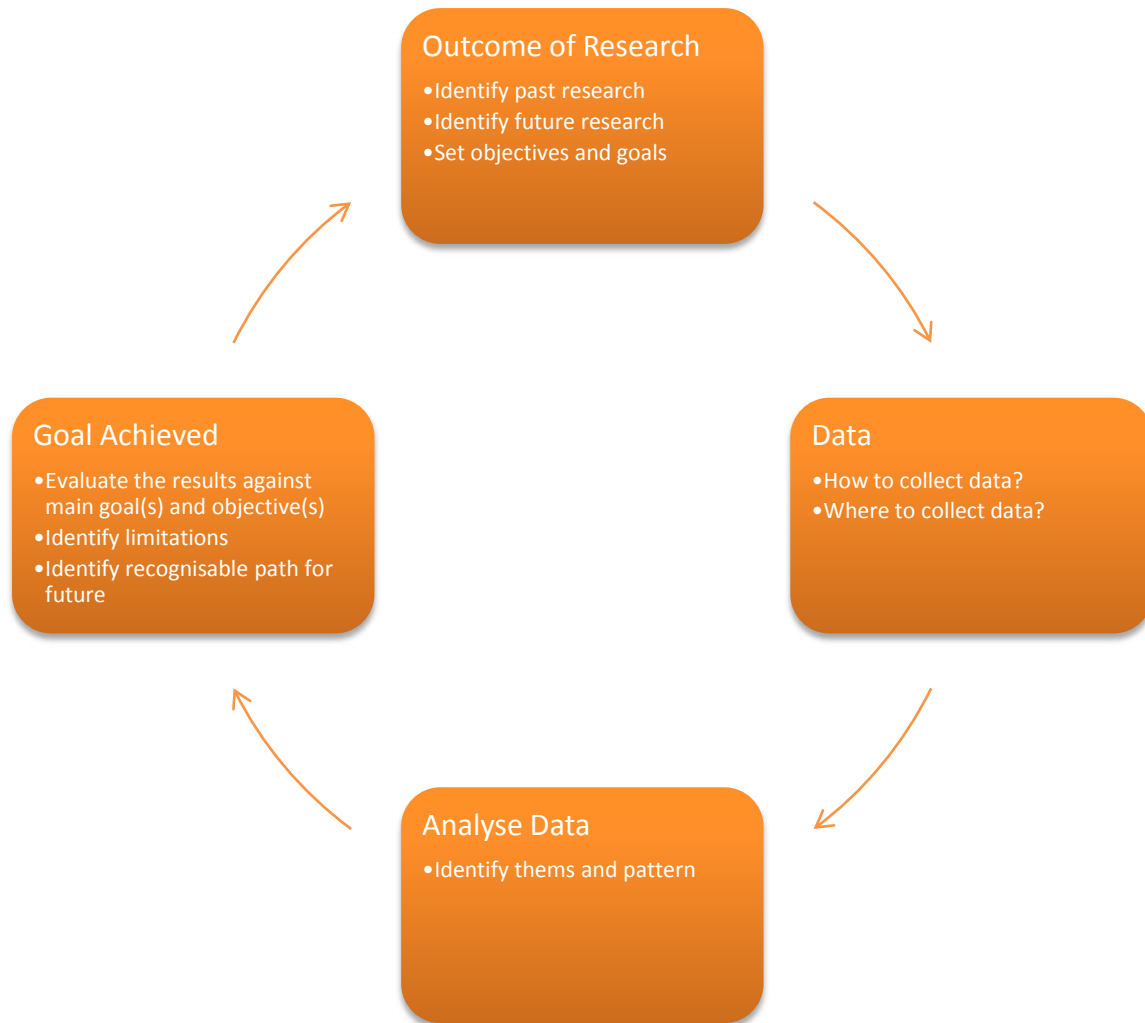 Outcome of Research
•Identify past research
•Identify future research
•Set objectives and goals
Data
•How to collect data?
•Where to collect data?
Analyse Data
•Identify thems and pattern
Goal Achieved
•Evaluate the results against
main goal(s) and objective(s)
•Identify limitations
•Identify recognisable path for
future